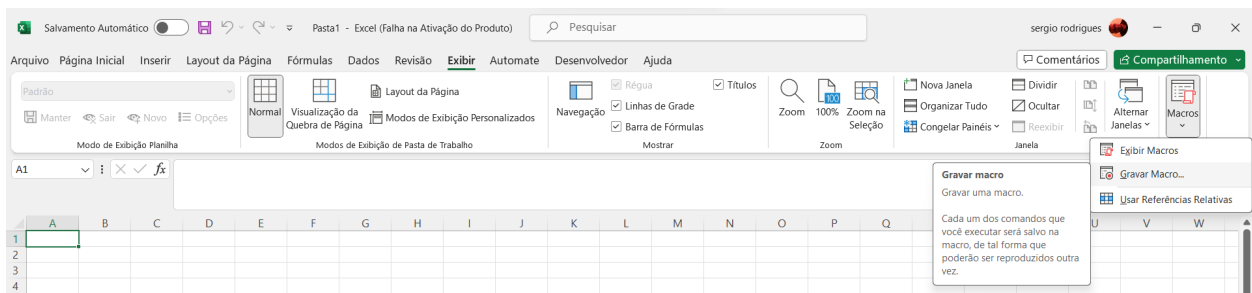 Salvamento Automático
Pasta1 - Excel (Falha na Ativação do Produto)
Pesquisar
sergio rodrigues
Arquivo Página Inicial Inserir Layout da Página Fórmulas Dados Revisão Exibir Automate Desenvolvedor Ajuda
Comentários
Compartilhamento
Padrão
Manter Sair Novo Opções
Modo de Exibição Planilha
Normal
Visualização da
Quebra de Página
Layout da Página
Modos de Exibição Personalizados
Modos de Exibição de Pasta de Trabalho
Navegação
Régua
Linhas de Grade
Barra de Fórmulas
Títulos
Mostrar
Zoom
100
100%
Zoom na
Seleção
Zoom
Nova Janela
Organizar Tudo
Congelar Painéis
Dividir
Ocultar
Reexibir
Alternar
Janelas
Janela
Macros
Exibir Macros
Gravar Macro...
Usar Referências Relativas
A1
fx
Gravar macro
Gravar uma macro.
Cada um dos comandos que
você executar será salvo na
macro, de tal forma que
poderão ser reproduzidos outra
vez.
A B C D E F G H I J K L M N O P Q U V W
1
2
3
4